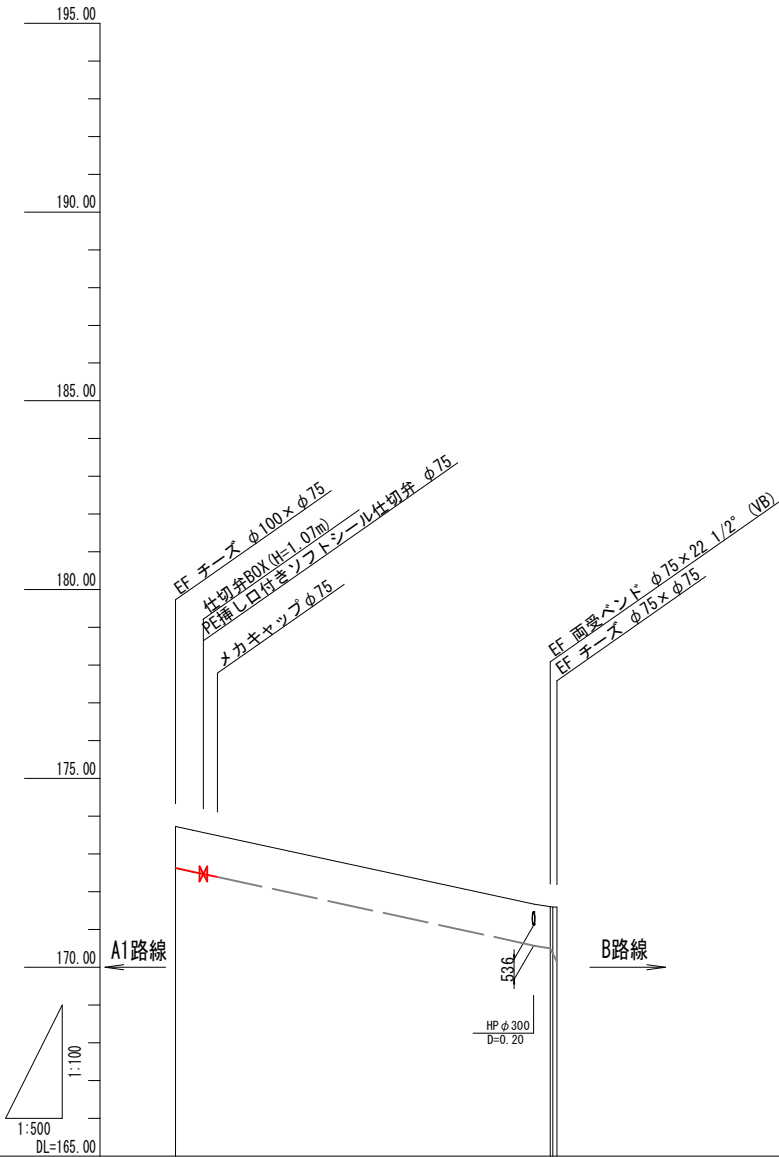 195.00
190.00
185.00
180.00
175.00
170.00
DL=165.00
EF チーズ φ100×φ75
仕切弁BOX(H=1.07m)
PE挿し口付きソフトシール仕切弁 φ75
メカキャップφ75
EF 両受ベンド φ75×22 1/2° (VB)
EF チーズ φ75×φ75
A1路線
B路線
536
HPφ300
D=0.20
1:100
1:500